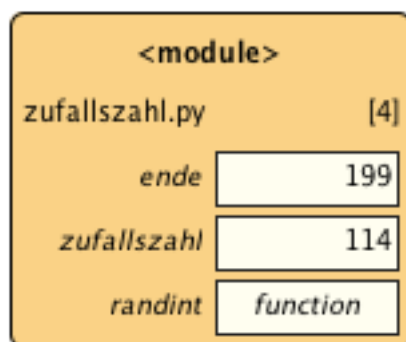 <module>
zufallszahl.py [4]
ende 199
zufallszahl 114
randint function